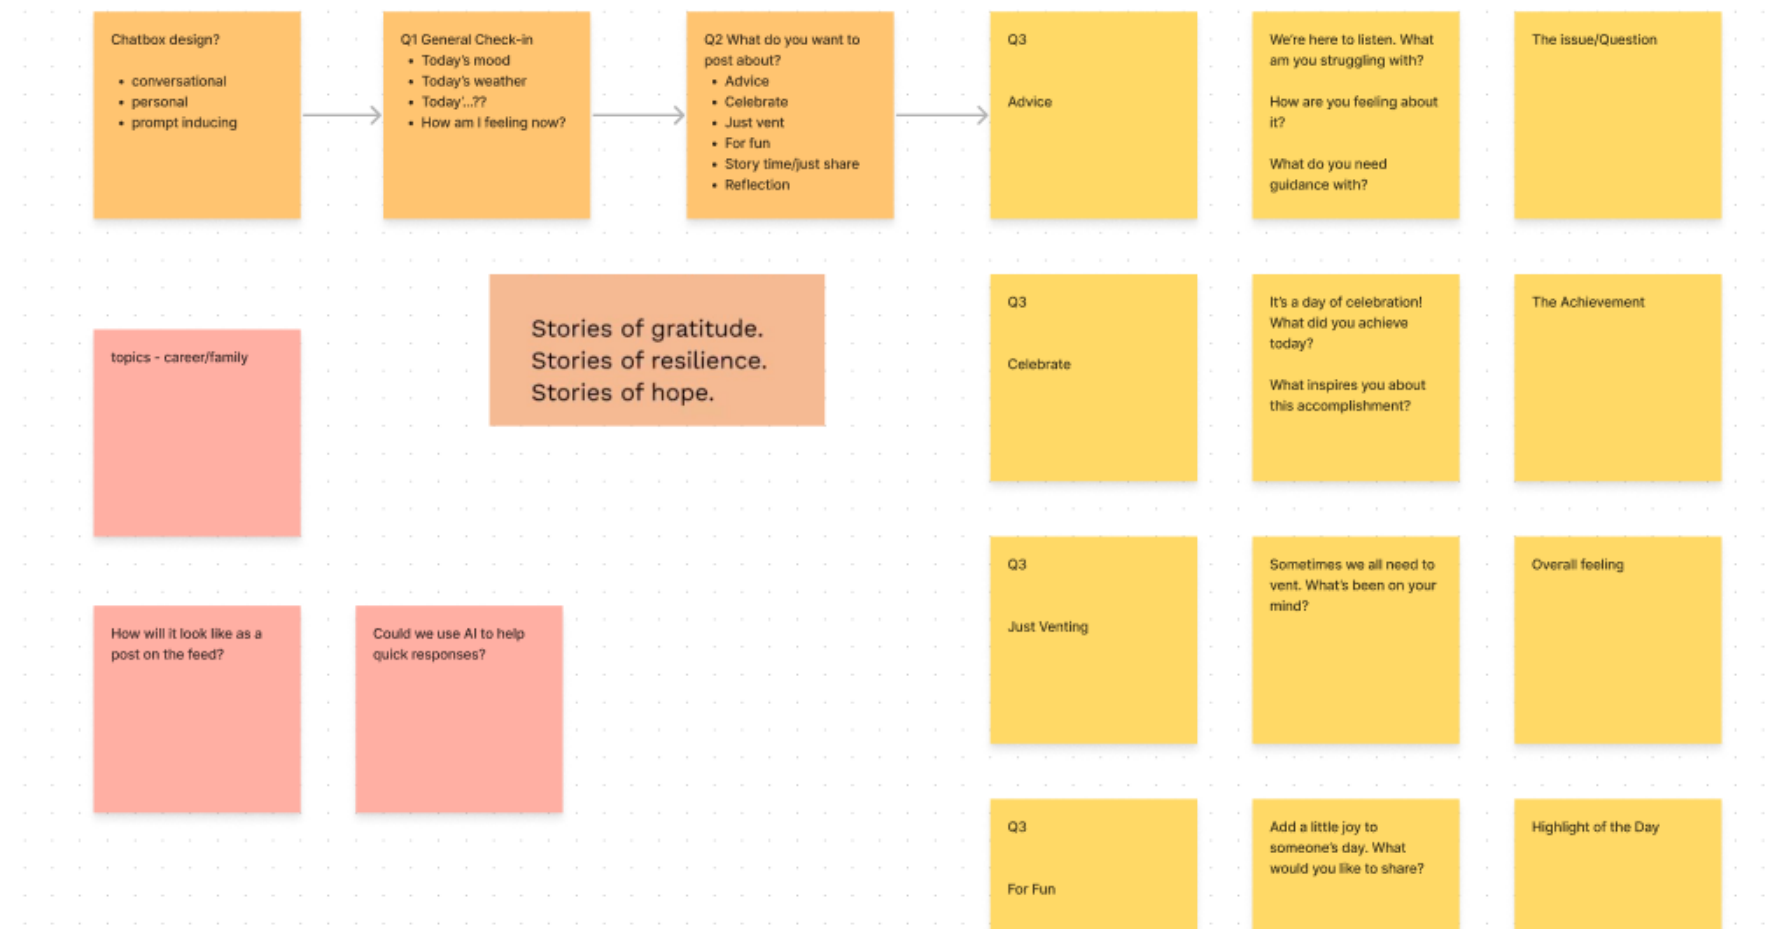 Chatbox design?
• conversational
• personal
• prompt inducing
Q1 General Check-in
• Today's mood
• Today's weather
• Today'...??
• How am I feeling now?
Q2 What do you want to
post about?
• Advice
• Celebrate
• Just vent
• For fun
• Story time/just share
• Reflection
Q3
Advice
We're here to listen. What
am you struggling with?
How are you feeling about
it?
What do you need
guidance with?
The issue/Question
Stories of gratitude.
Stories of resilience.
Stories of hope.
Q3
Celebrate
It's a day of celebration!
What did you achieve
today?
What inspires you about
this accomplishment?
The Achievement
topics - career/family
Q3
Just Venting
Sometimes we all need to
vent. What's been on your
mind?
Overall feeling
How will it look like as a
post on the feed?
Could we use AI to help
quick responses?
Q3
For Fun
Add a little joy to
someone's day. What
would you like to share?
Highlight of the Day